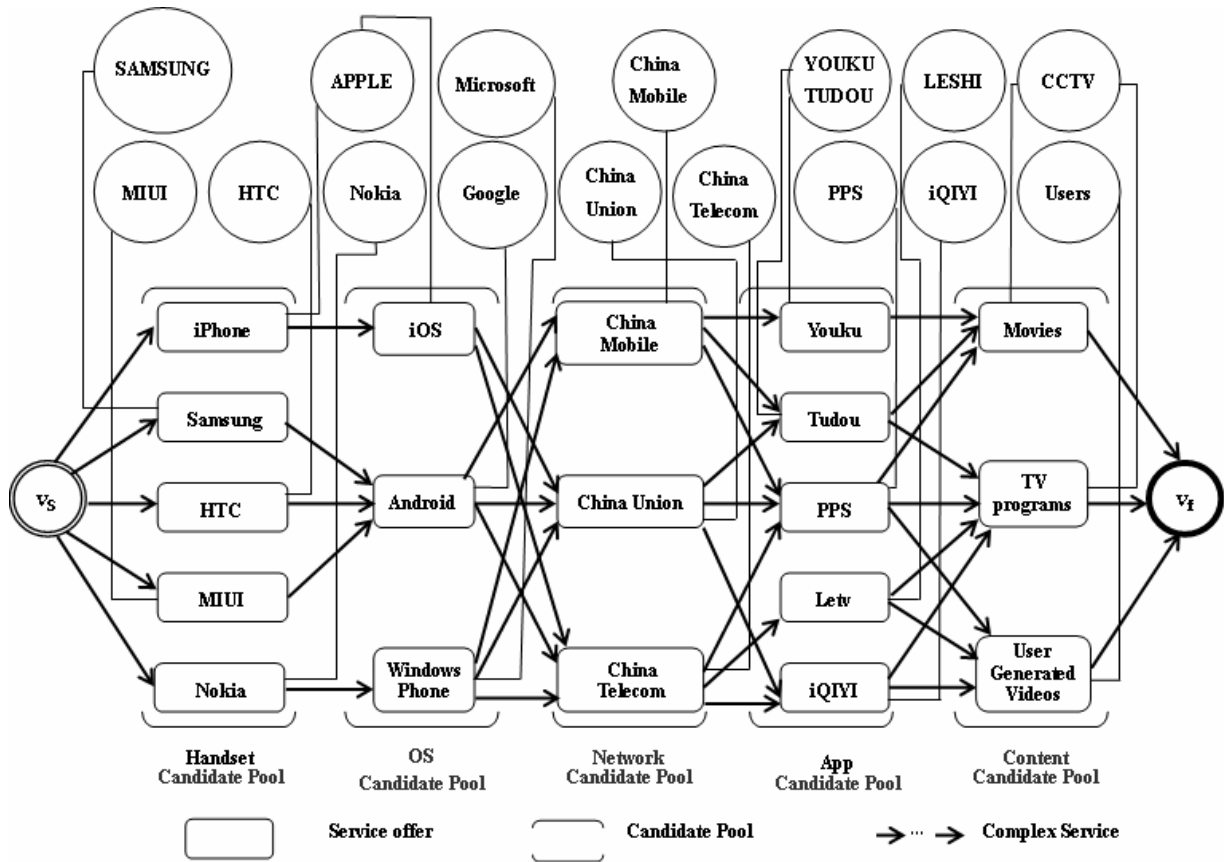 SAMSUNG
APPLE
Microsoft
China
Mobile
YOUKU
TUDOU
LESHI
CCTV
MIUI
HTC
Nokia
Google
China
Union
China
Telecom
PPS
iQIYI
Users
iPhone
iOS
China
Mobile
Youku
Movies
Samsung
Tudou
vS
HTC
Android
China Union
PPS
TV
programs
vf
MIUI
Letv
Nokia
Windows
Phone
China
Telecom
iQIYI
User
Generated
Videos
Handset
Candidate Pool
OS
Candidate Pool
Network
Candidate Pool
App
Candidate Pool
Content
Candidate Pool
Service offer
Candidate Pool
... Complex Service